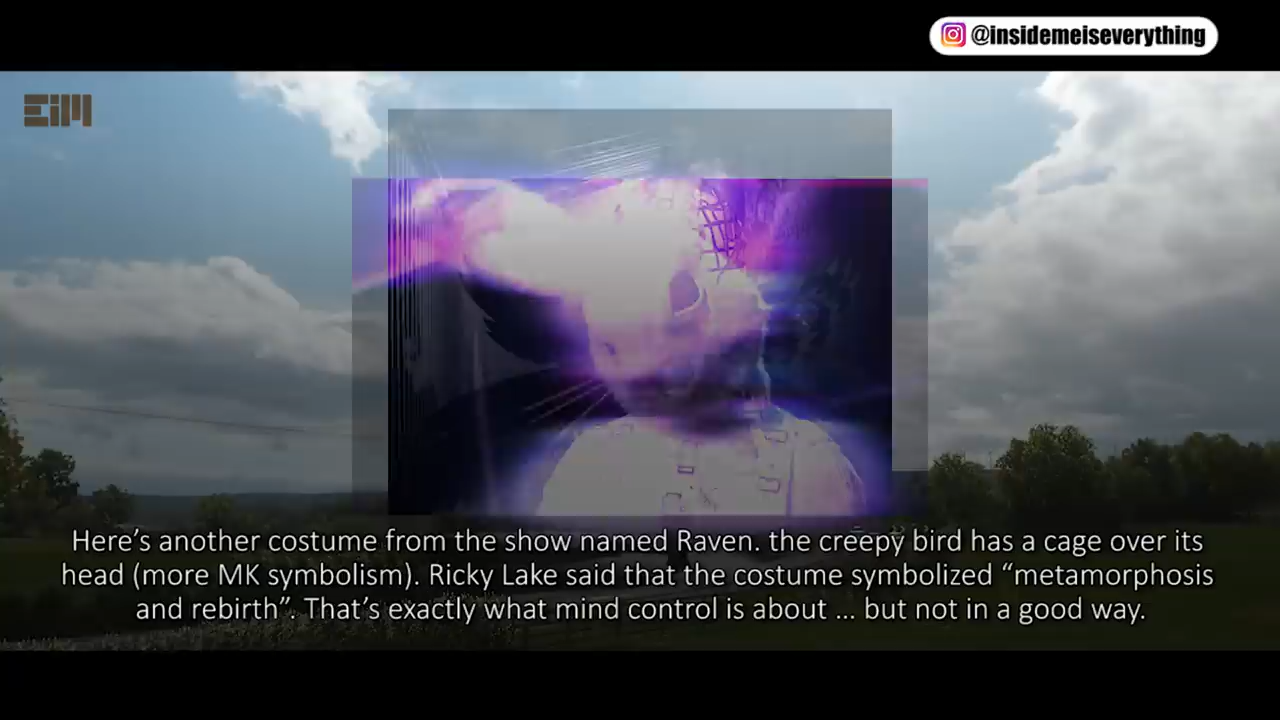 @insidemeiseverything
EiM
Here’s another costume from the show named Raven. the creepy bird has a cage over its
head (more MK symbolism). Ricky Lake said that the costume symbolized “metamorphosis
and rebirth”. That’s exactly what mind control is about ... but not in a good way.